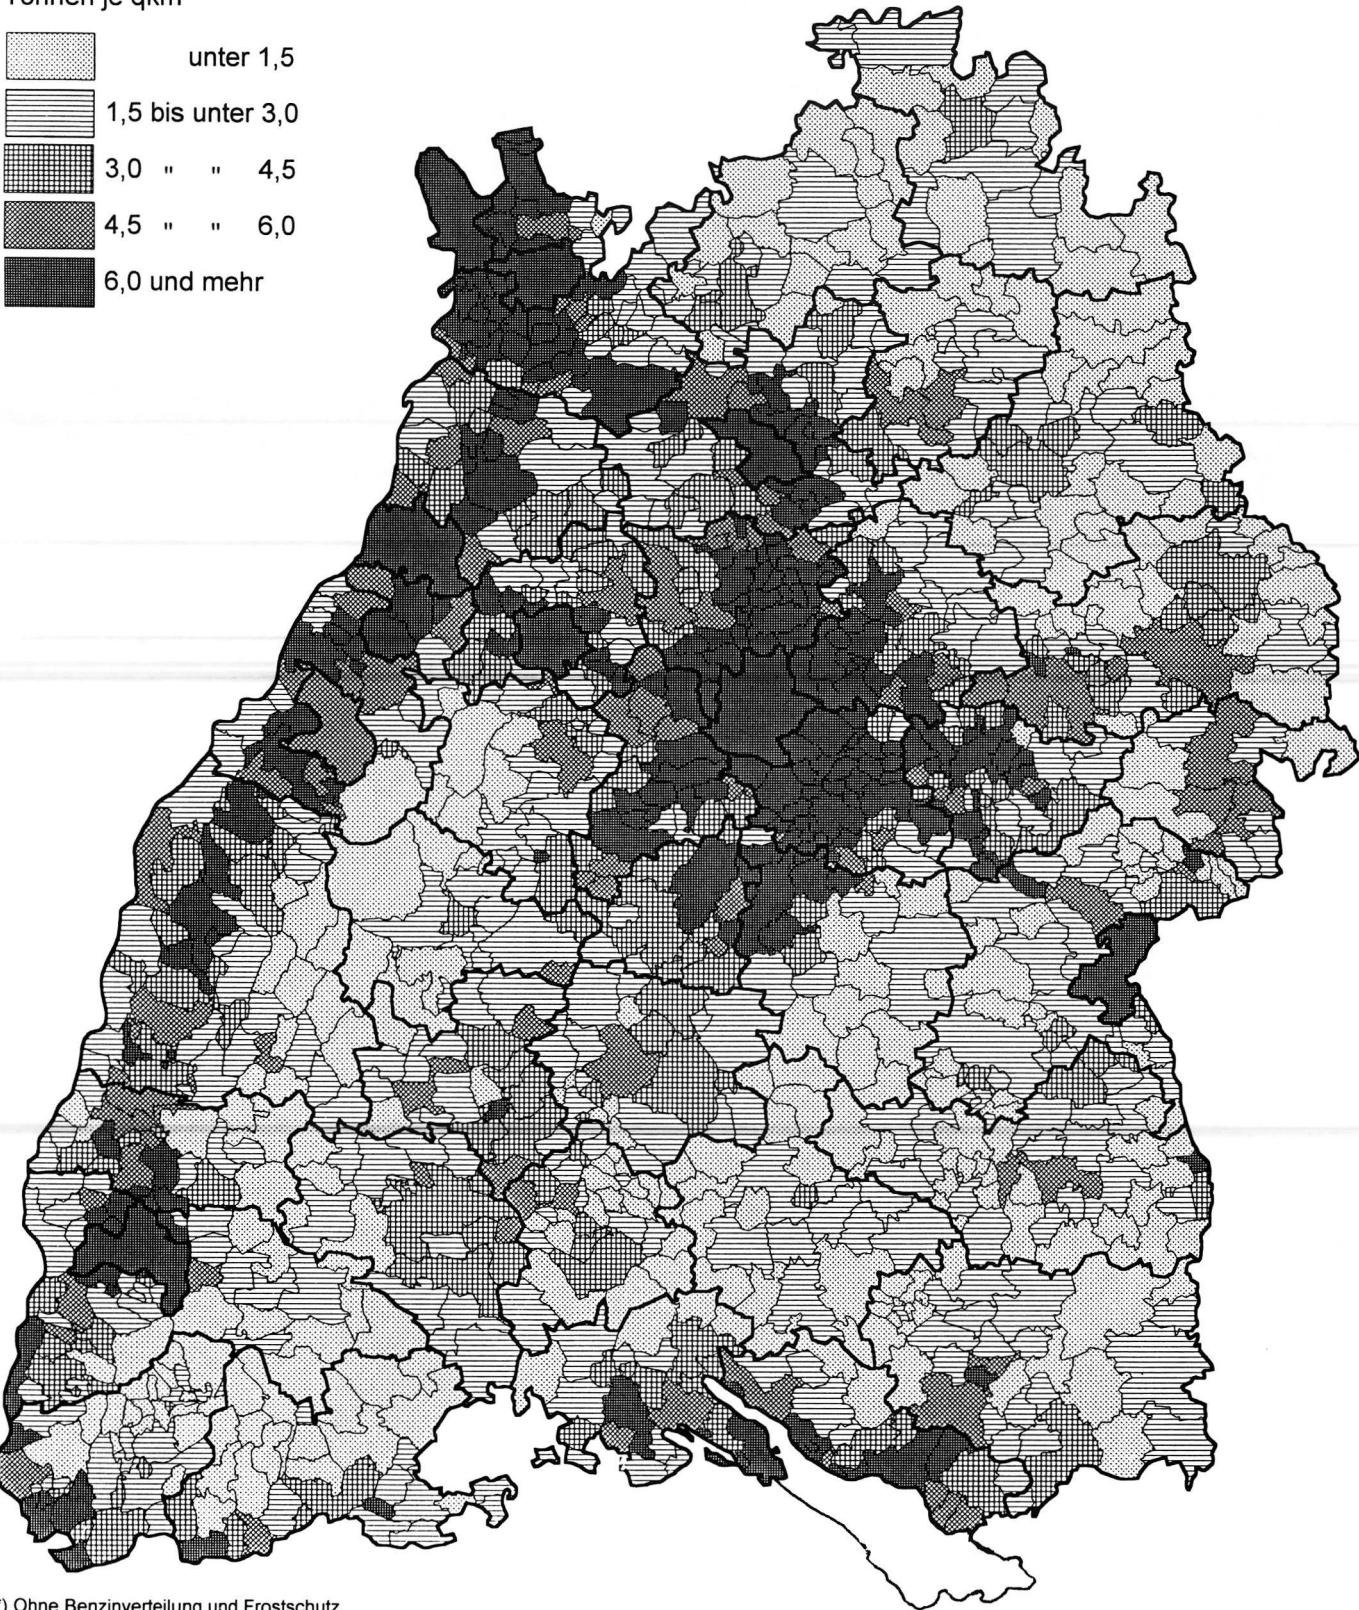 Tonnen je qkm
unter 1,5
1,5 bis unter 3,0
3,0 " " 4,5
4,5 " " 6,0
6,0 und mehr
*) Ohne Benzinverteilung und Frostschutz